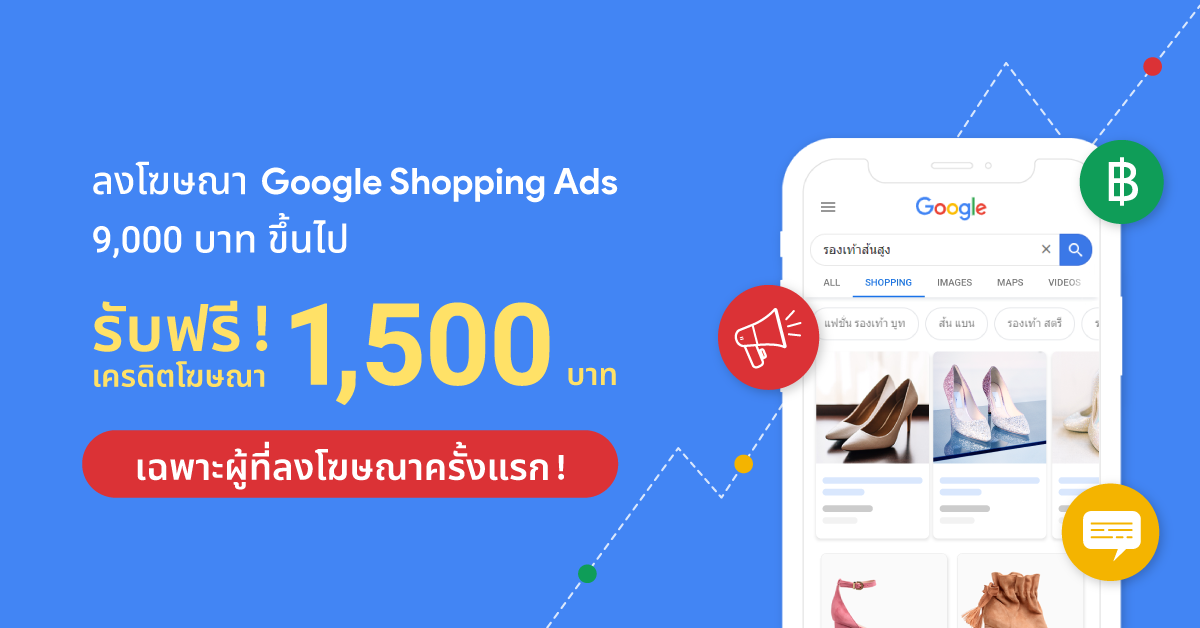 ลงโฆษณา Google Shopping Ads
9,000 บาท ขึ้นไป
รับฟรี !
เครดิตโฆษณา
1,500 บาท
เฉพาะผู้ที่ลงโฆษณาครั้งแรก !
Google
รองเท้าส้นสูง
ALL SHOPPING IMAGES MAPS VIDEOS
แฟชั่น รองเท้า บูท ส้น แบน รองเท้า สตรี
฿